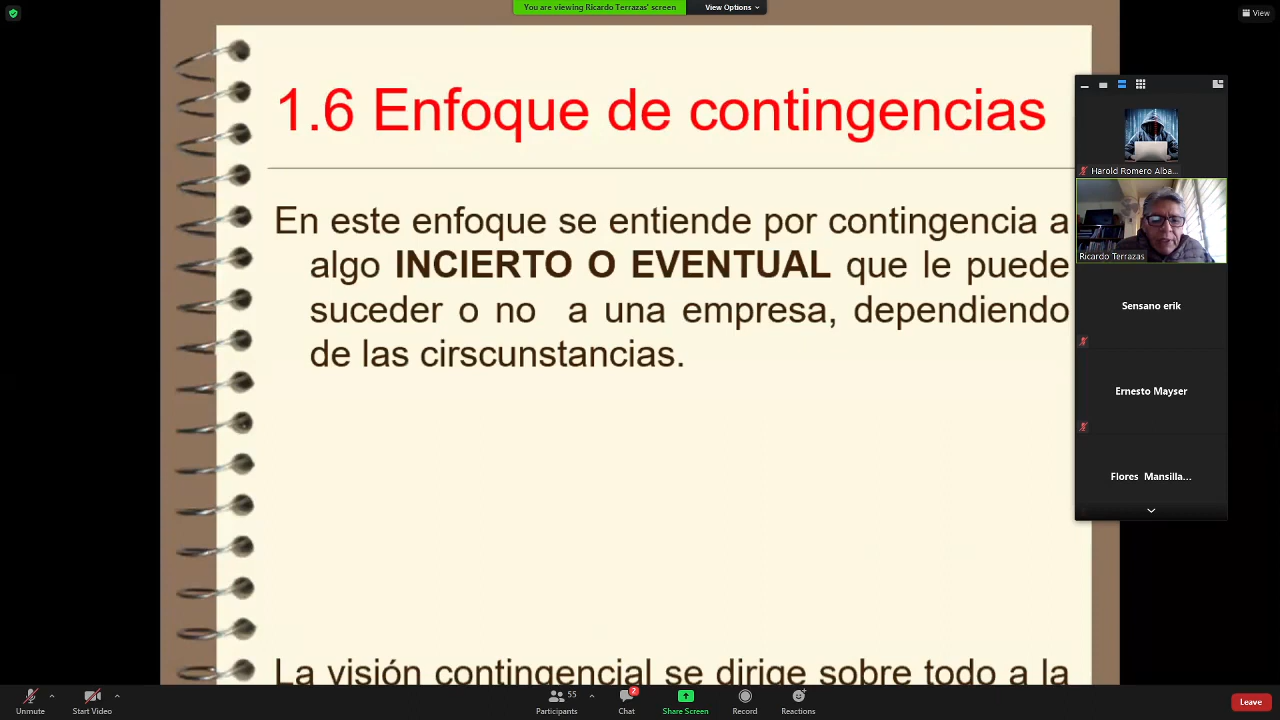 You are viewing Ricardo Terrazas' screen
View Options
View
1.6 Enfoque de contingencias
En este enfoque se entiende por contingencia a
algo INCIERTO O EVENTUAL que le puede
suceder o no a una empresa, dependiendo
de las cirscunstancias.
La visión contingencial se dirige sobre todo a la
Harold Romero Alba...
Ricardo Terrazas
Sensano erik
Ernesto Mayser
Flores Mansilla...
Unmute
Start Video
55
Participants
2
Chat
Share Screen
Record
Reactions
Leave